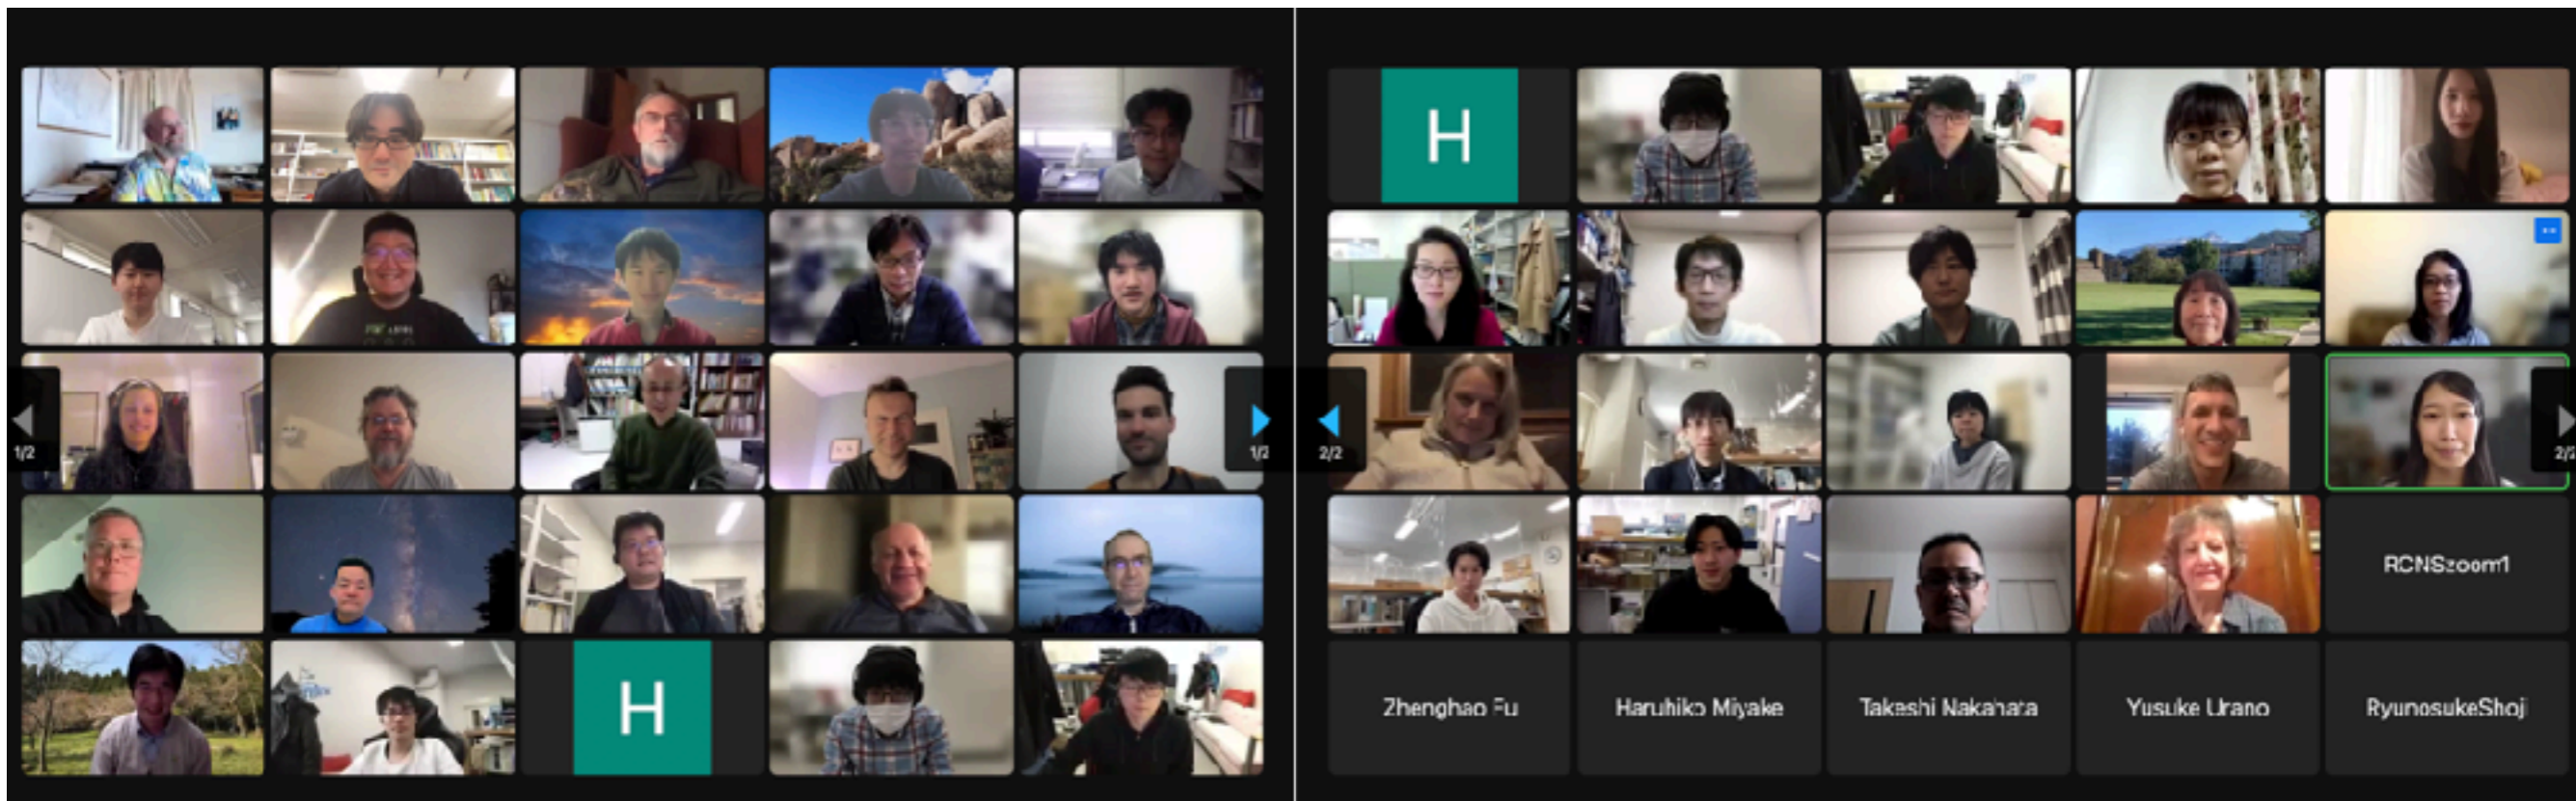 1/2
1/2
H
H
2/2
RCNSzoom1
Zhenghao Fu
Haruhiko Miyake
Takeshi Nakahata
Yusuke Urano
RyunosukeShoji